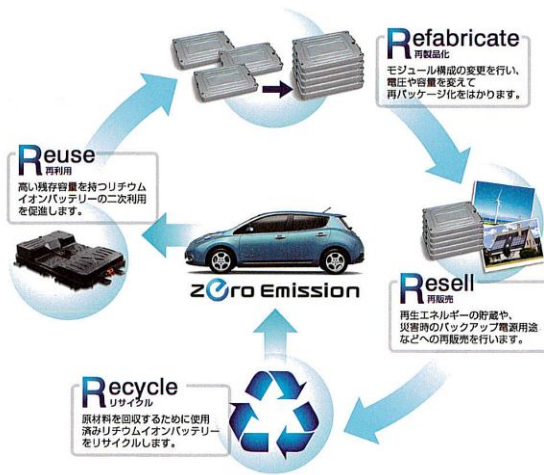 Refabricate
再製品化
モジュール構成の変更を行い、
電圧や容量を変えて
再パッケージ化をはかります。
Reuse
再利用
高い残存容量を持つリチウム
イオンバッテリーの二次利用
を促進します。
zero Emission
Resell
再販売
再生エネルギーの貯蔵や、
災害時のバックアップ電源用途
などへの再販売を行います。
Recycle
リサイクル
原材料を回収するために使用
済みリチウムイオンバッテリー
をリサイクルします。